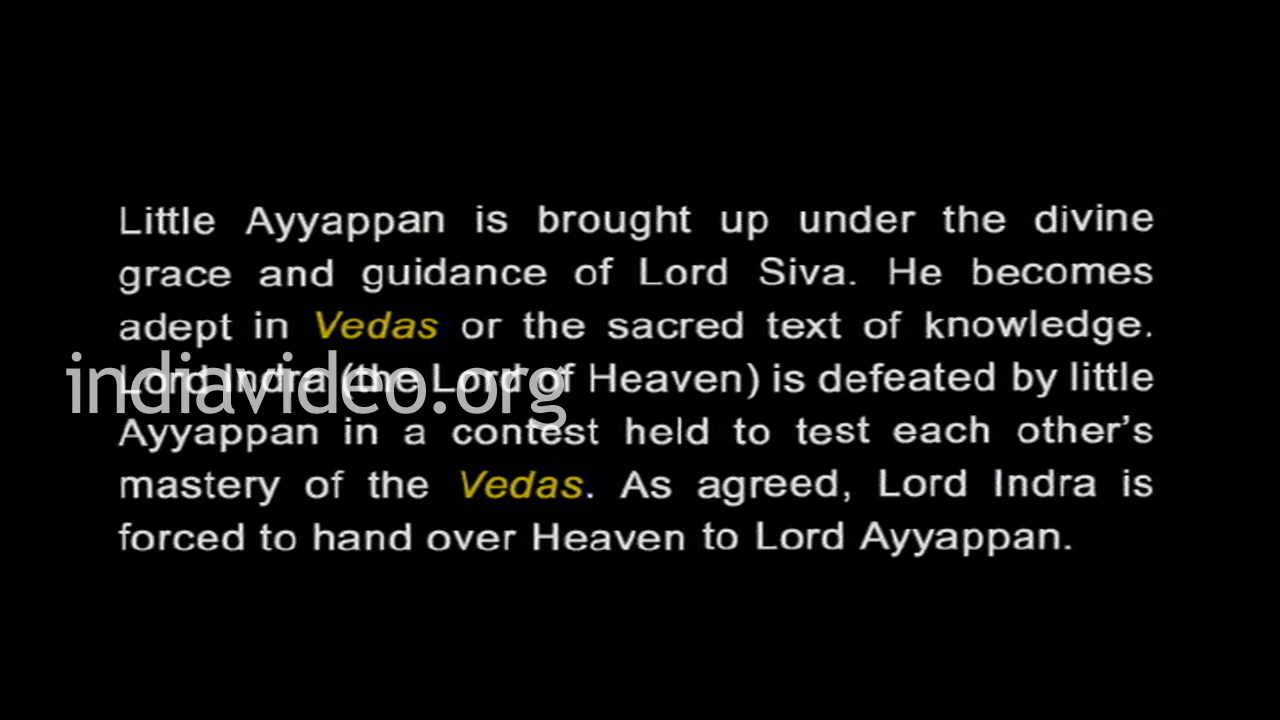 Little Ayyappan is brought up under the divine
grace and guidance of Lord Siva. He becomes
adept in Vedas or the sacred text of knowledge.
Lord Indra (the Lord of Heaven) is defeated by little
indiavideo.org
Ayyappan in a contest held to test each other’s
mastery of the Vedas. As agreed, Lord Indra is
forced to hand over Heaven to Lord Ayyappan.